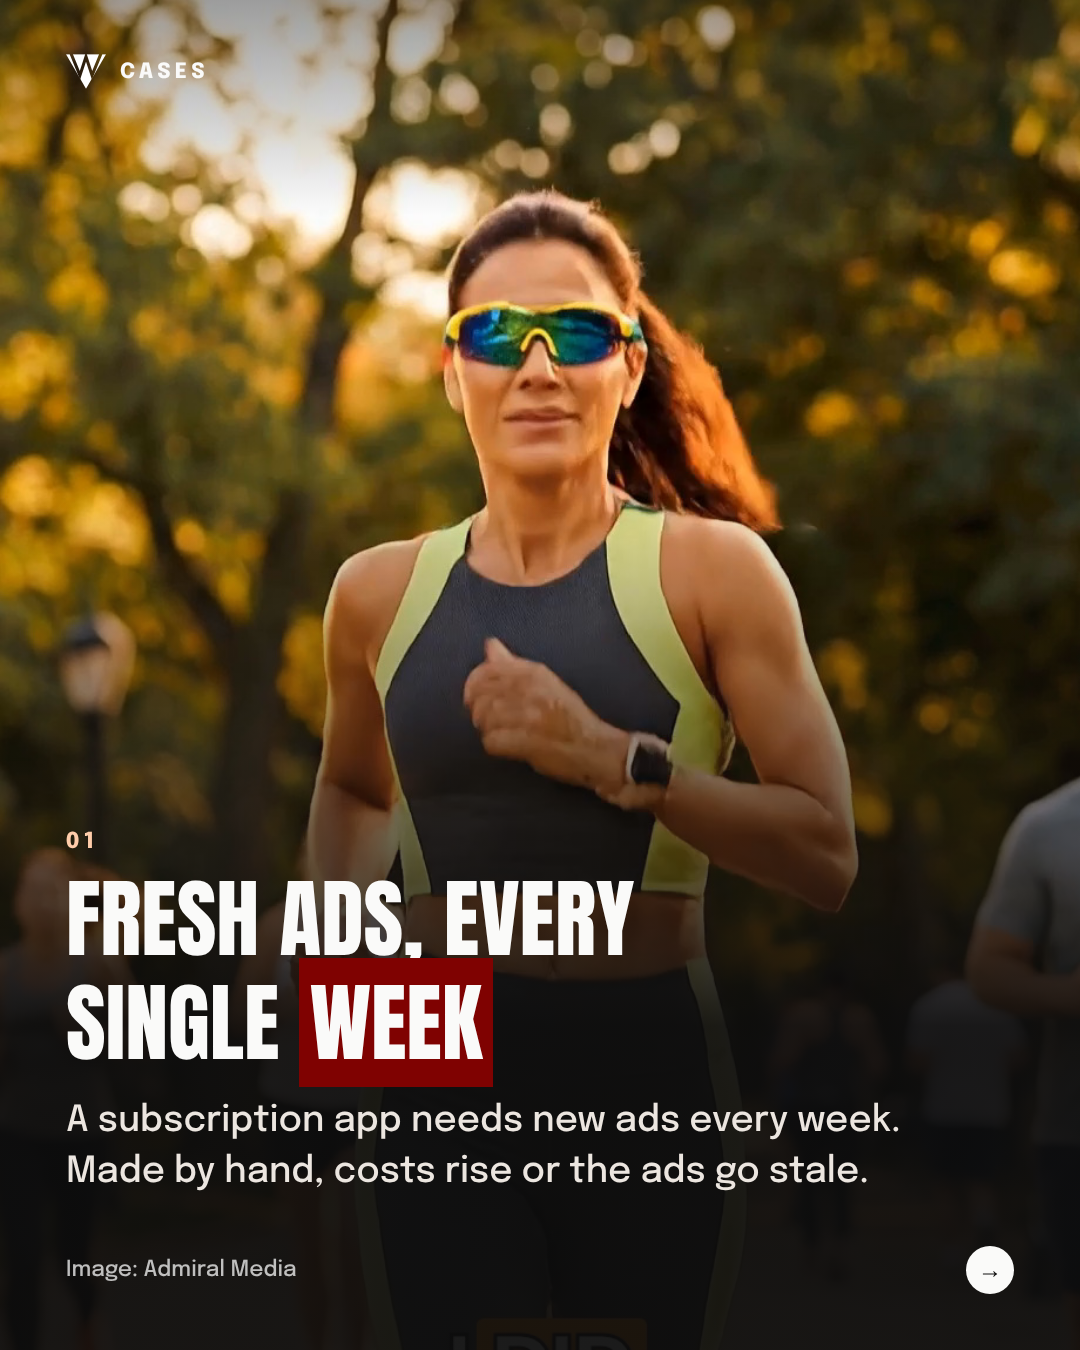 CASES
01
FRESH ADS, EVERY
SINGLE WEEK
A subscription app needs new ads every week.
Made by hand, costs rise or the ads go stale.
Image: Admiral Media
→
I DID